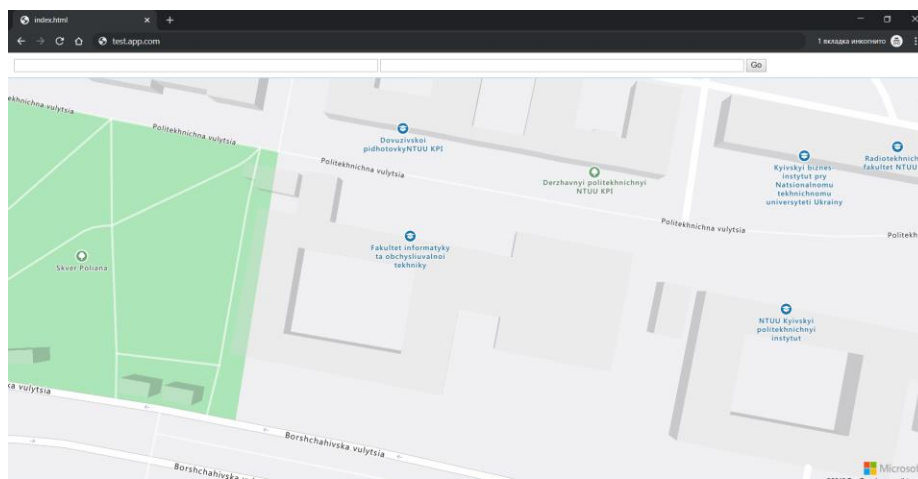 index.html
test.app.com
1 вкладка инкогнито
Go
Politekhnichna vulytsia
Politekhnichna vulytsia
Dovuzivskoi
pidhotovkyNTUU KPI
Politekhnichna vulytsia
Derzhavnyi politekhnichnyi
NTUU KPI
Kyivskyi biznes-
instytut pry
Natsionalnomu
tekhnichnomu
universyteti Ukrainy
Radiotekhnich
fakultet NTUU
Politekhnichna vulytsia
Politekh
Fakultet informatyky
ta obchysliuvalnoi
tekhniky
Skver Poliana
NTUU Kyivskyi
politekhnichnyi
instytut
ka vulytsia
Borshchahivska vulytsia
Borshchahivska vulytsia
Microsof